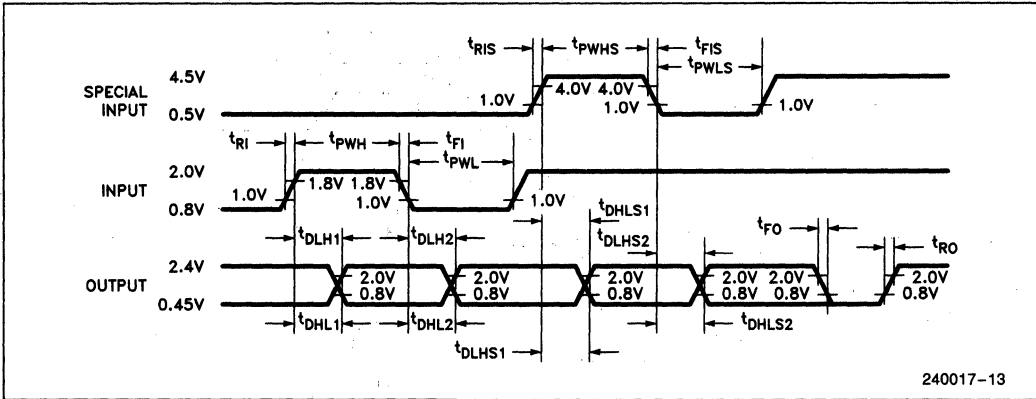 tRIS tPWHS tFIS
tPWLS
4.5V
SPECIAL INPUT
0.5V
1.0V 4.0V 4.0V 1.0V 1.0V
tRI tPWH tFI
tPWL
2.0V
INPUT
0.8V
1.0V 1.8V 1.8V 1.0V
tDHLS1
tDLH1 tDLH2 tDLHS2 tFO tRO
2.4V
OUTPUT
0.45V
2.0V 2.0V 2.0V 2.0V 2.0V 2.0V
0.8V 0.8V 0.8V 0.8V 0.8V 0.8V
tDHL1 tDHL2 tDHLS2
tDLHS1
240017-13